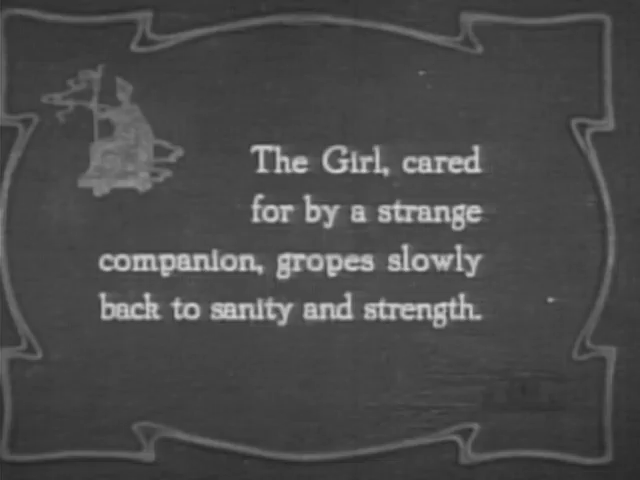 The Girl, cared
for by a strange
companion, gropes slowly
back to sanity and strength.